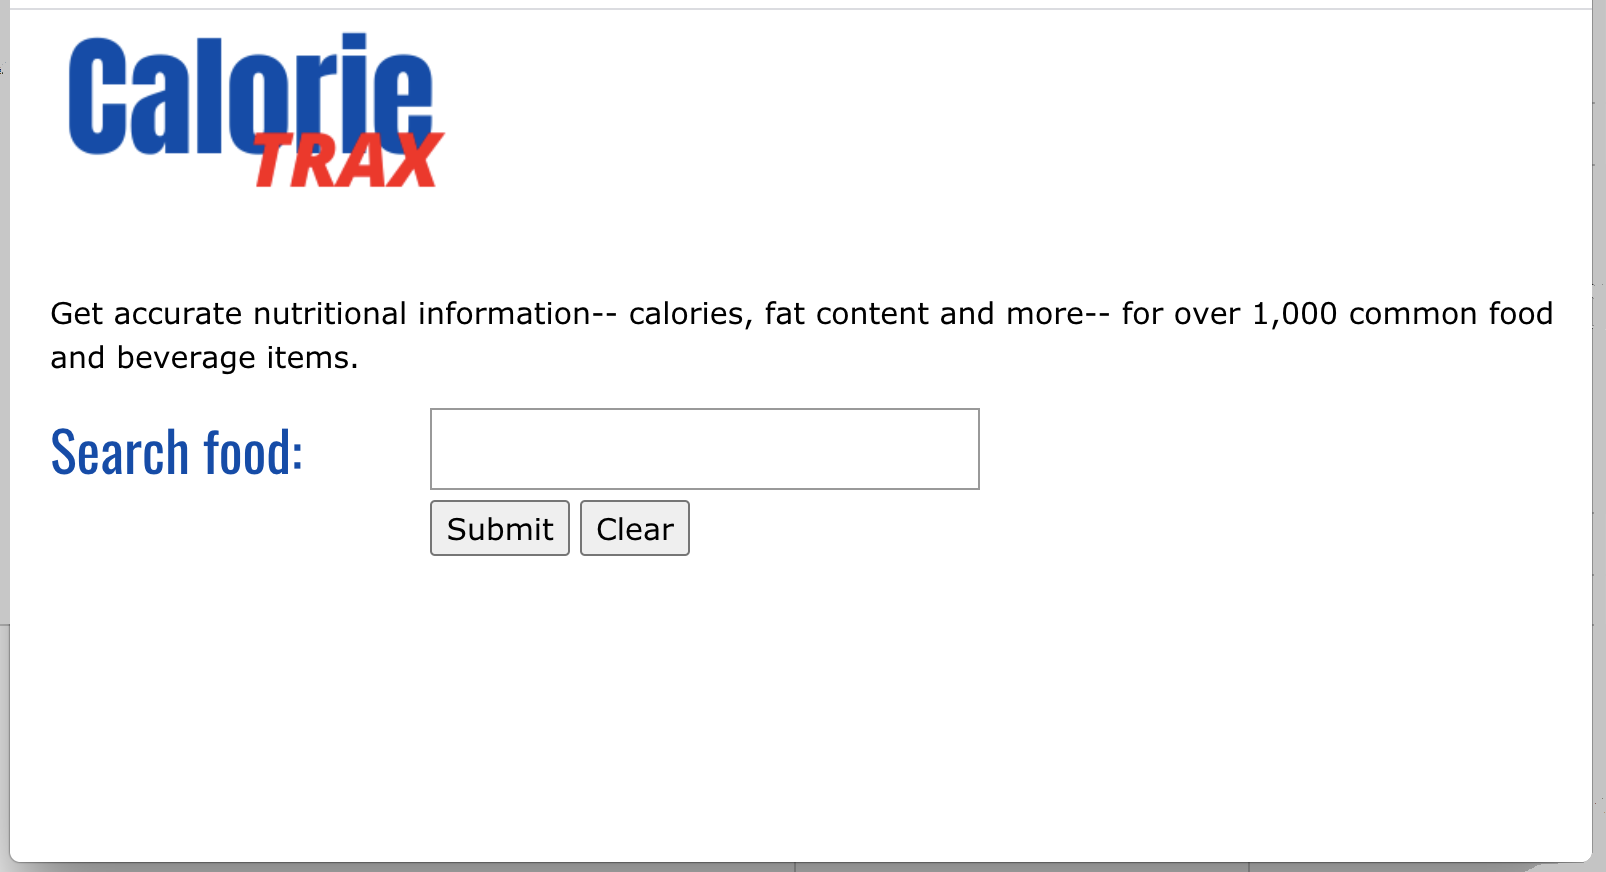 Calorie
TRAX
Get accurate nutritional information-- calories, fat content and more-- for over 1,000 common food
and beverage items.
Search food:
Submit Clear